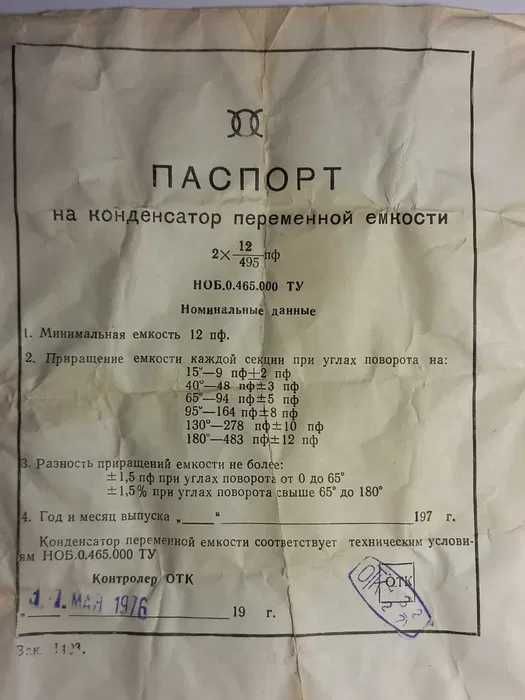 ПАСПОРТ
на конденсатор переменной емкости
2× 12/495 пф
НОБ.0.465.000 ТУ
Номинальные данные
1. Минимальная емкость 12 пф.
2. Приращение емкости каждой секции при углах поворота на:
15°—9 пф±2 пф
40°—48 пф±3 пф
65°—94 пф±5 пф
95°—164 пф±8 пф
130°—278 пф±10 пф
180°—483 пф±12 пф
3. Разность приращений емкости не более:
±1,5 пф при углах поворота от 0 до 65°
±1,5% при углах поворота свыше 65° до 180°
4. Год и месяц выпуска „___“ ___ 197 г.
Конденсатор переменной емкости соответствует техническим услови-
ям НОБ.0.465.000 ТУ
Контролер ОТК
ОТК
ОТК
МАЯ 1976
„ 19 г.
Зак.